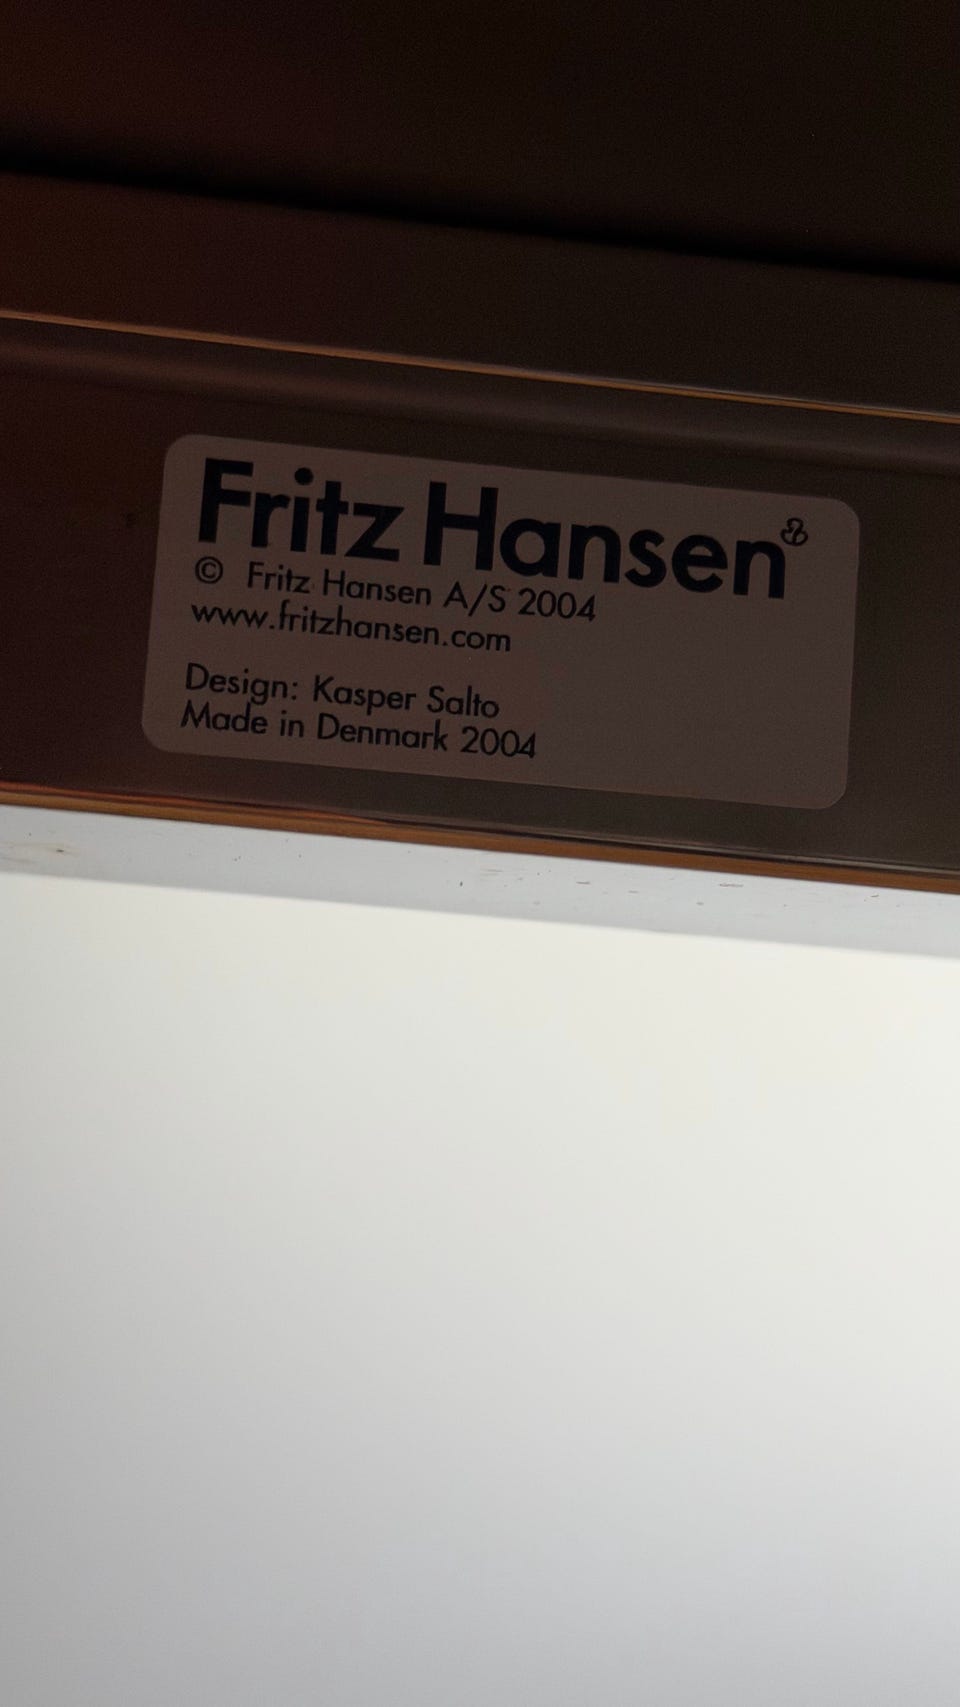 Fritz Hansen
© Fritz Hansen A/S 2004
www.fritzhansen.com
Design: Kasper Salto
Made in Denmark 2004